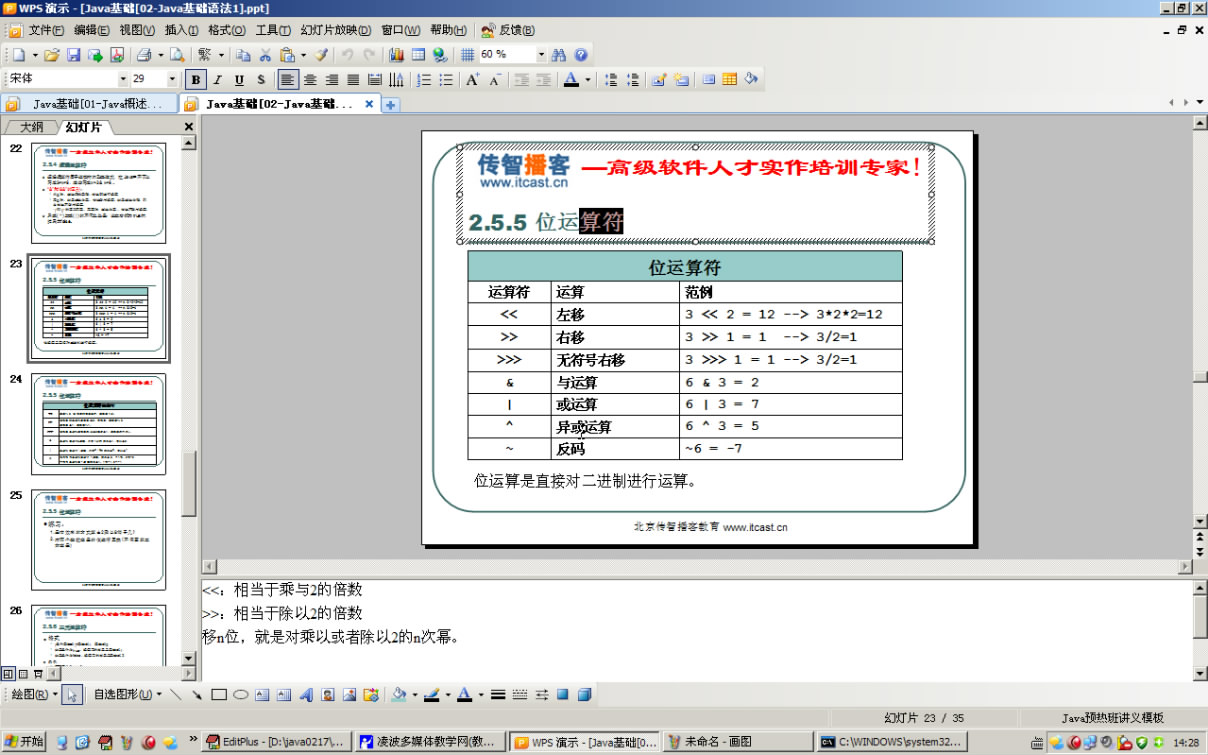 WPS 演示 - [Java基础[02-Java基础语法1].ppt]
文件(F) 编辑(E) 视图(V) 插入(I) 格式(O) 工具(T) 幻灯片放映(D) 窗口(W) 帮助(H) 反馈(B)
繁 60 %
宋体 29 B I U S A A A
Java基础[01-Java概述... Java基础[02-Java基础...
大纲 幻灯片
22
23
24
25
26
传智播客 —高级软件人才实作培训专家!
www.itcast.cn
2.5.5 位运算符
位运算符
运算符 运算 范例
<< 左移 3 << 2 = 12 --> 3*2*2=12
>> 右移 3 >> 1 = 1 --> 3/2=1
>>> 无符号右移 3 >>> 1 = 1 --> 3/2=1
& 与运算 6 & 3 = 2
| 或运算 6 | 3 = 7
^ 异或运算 6 ^ 3 = 5
~ 反码 ~6 = -7
位运算是直接对二进制进行运算。
北京传智播客教育 www.itcast.cn
<<：相当于乘与2的倍数
>>：相当于除以2的倍数
移n位，就是对乘以或者除以2的n次幂。
绘图(R) 自选图形(U)
幻灯片 23 / 35 Java预热班讲义模板
开始 EditPlus - [D:\java0217\... 凌波多媒体教学网(教... WPS 演示 - [Java基础[0... 未命名 - 画图 C:\WINDOWS\system32... 14:28